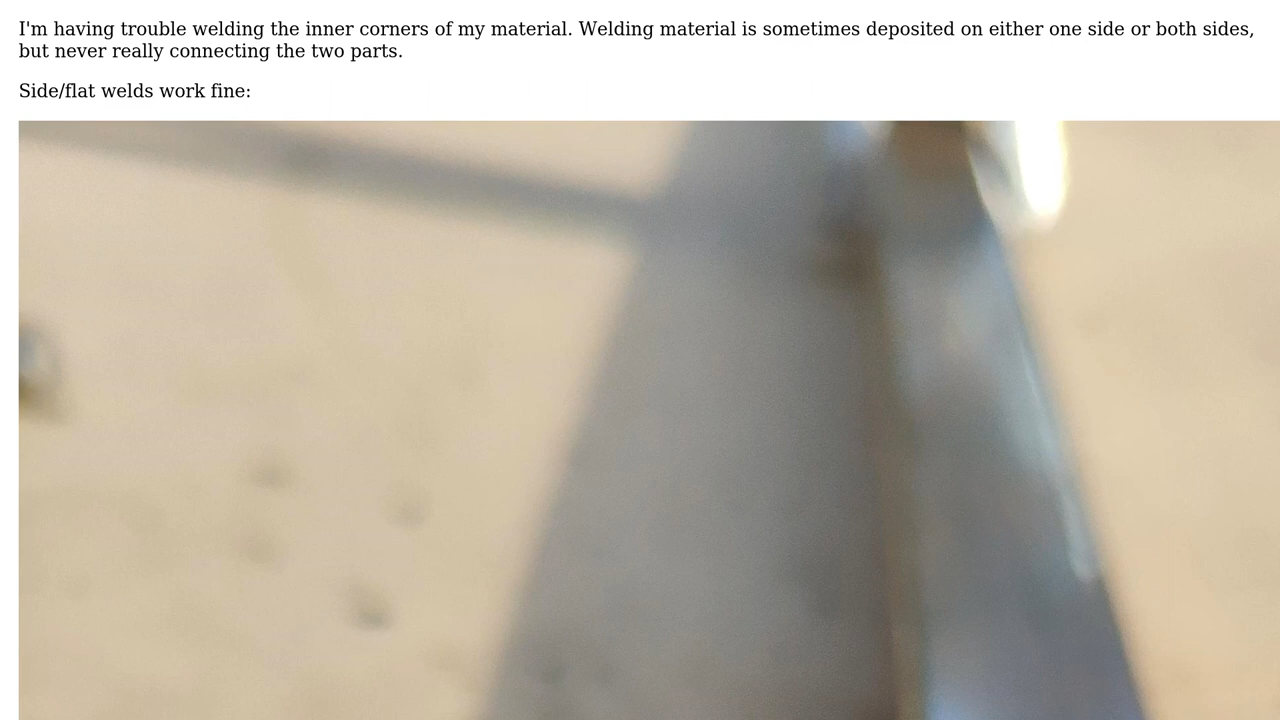 I'm having trouble welding the inner corners of my material. Welding material is sometimes deposited on either one side or both sides,
but never really connecting the two parts.
Side/flat welds work fine: